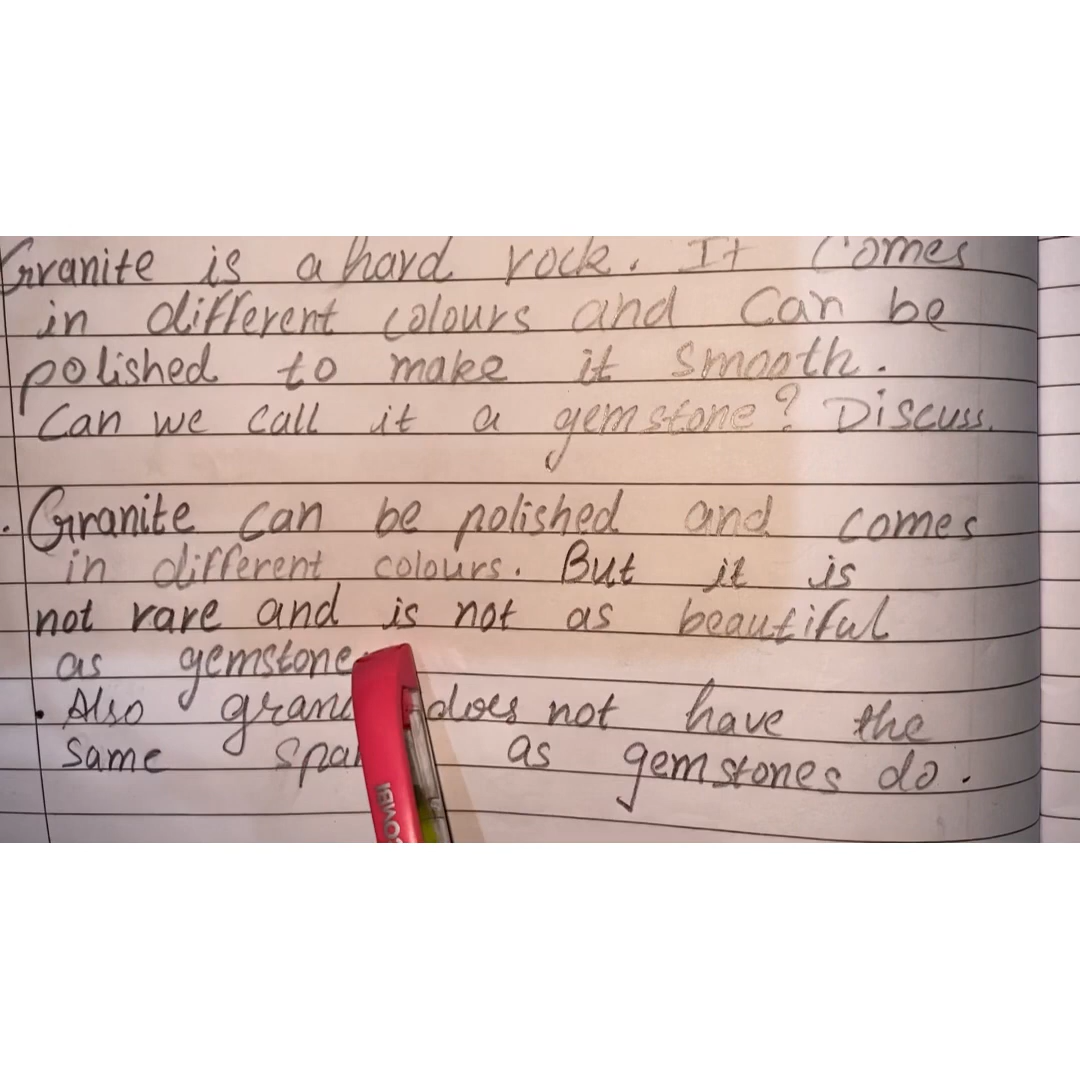 Granite is a hard rock. It comes
in different colours and can be
polished to make it smooth.
Can we call it a gemstone? Discuss.
. Granite can be polished and comes
in different colours. But it is
not rare and is not as beautiful
as gemstone
. Also does not have the
same as gemstones do.